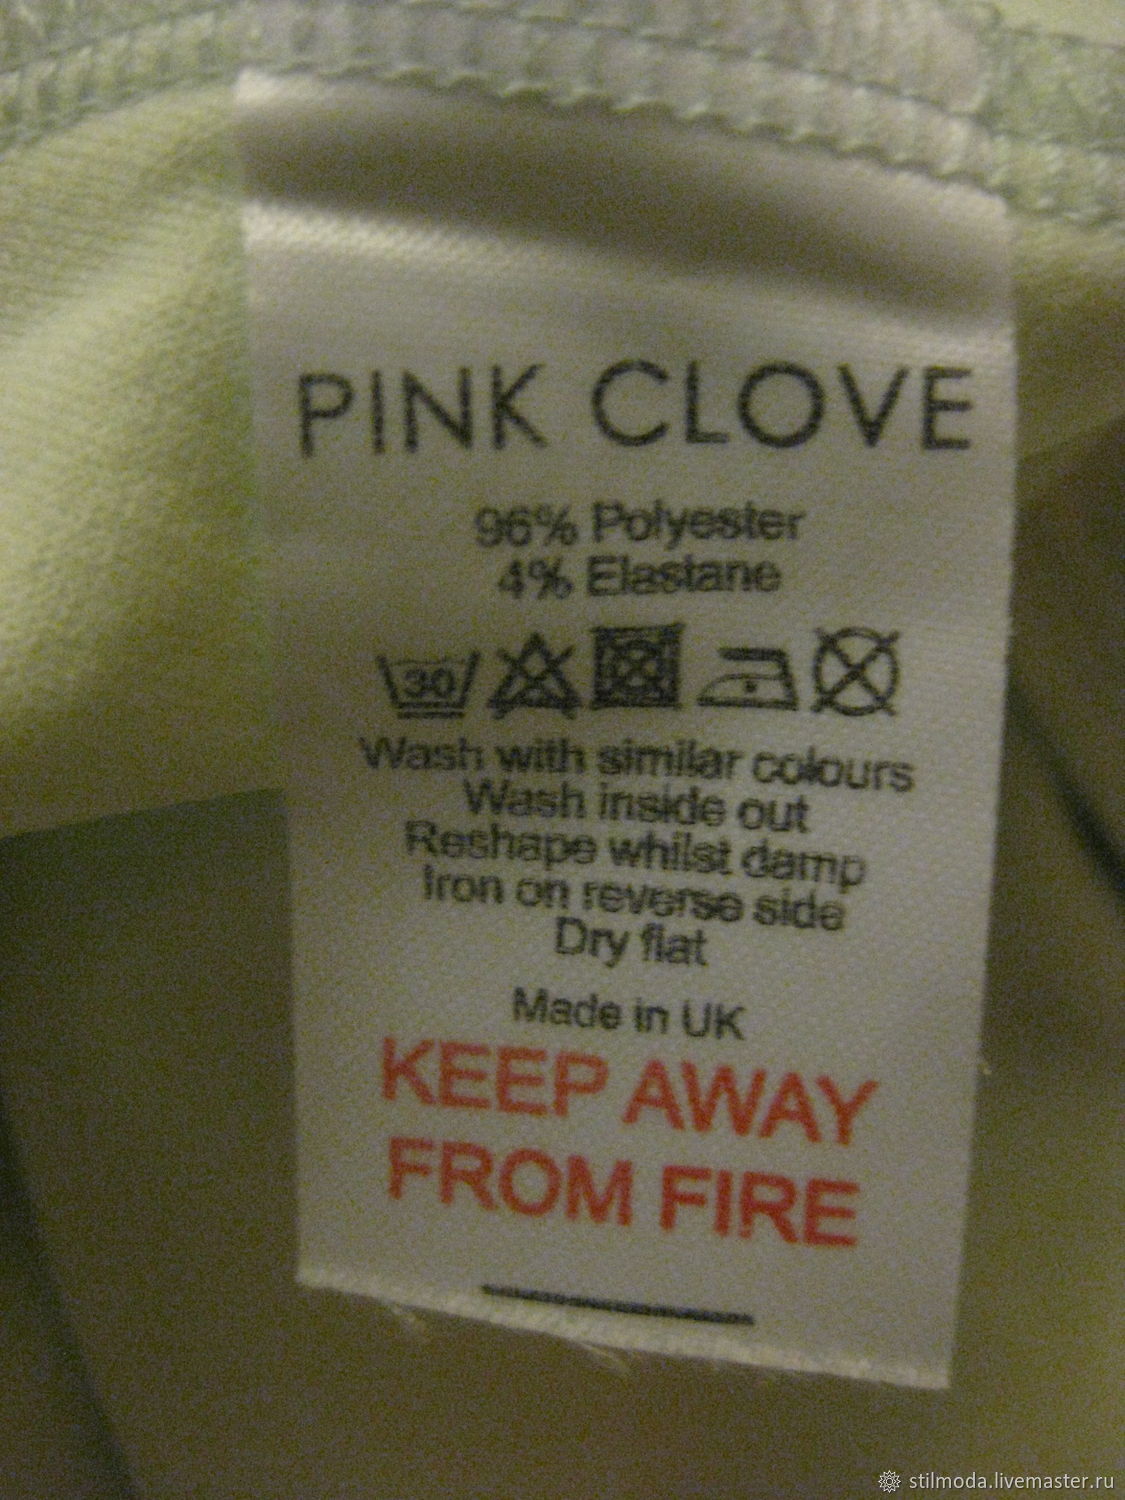 PINK CLOVE
96% Polyester
4% Elastane
30
Wash with similar colours
Wash inside out
Reshape whilst damp
Iron on reverse side
Dry flat
Made in UK
KEEP AWAY
FROM FIRE
stilmoda.livemaster.ru